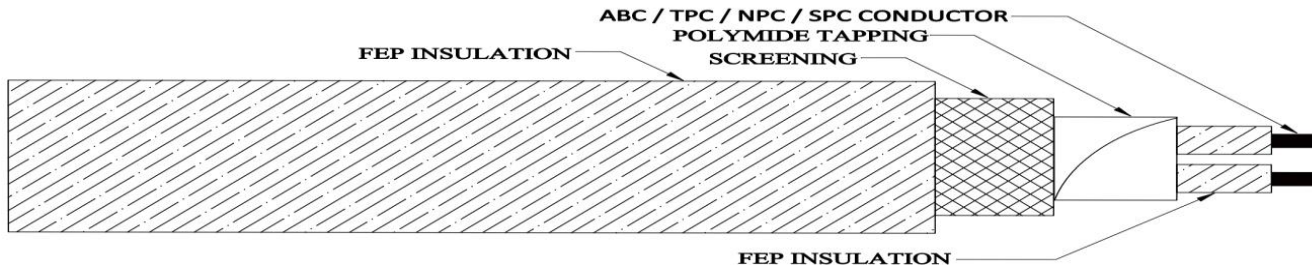 ABC / TPC / NPC / SPC CONDUCTOR
POLYMIDE TAPPING
FEP INSULATION
SCREENING
FEP INSULATION